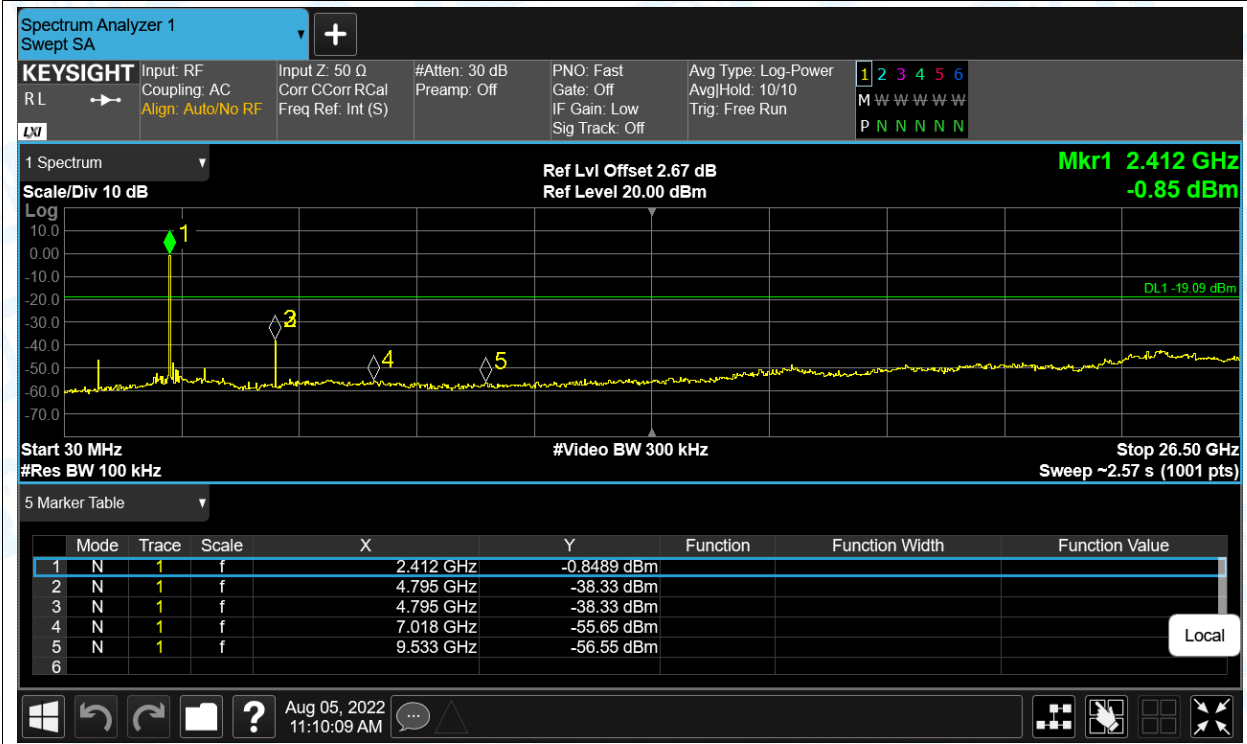 Spectrum Analyzer 1
Swept SA
+
KEYSIGHT Input: RF Input Z: 50 Ω #Atten: 30 dB PNO: Fast Avg Type: Log-Power 1 2 3 4 5 6
R L Coupling: AC Corr CCorr RCal Preamp: Off Gate: Off Avg|Hold: 10/10 M W W W W W
Align: Auto/No RF Freq Ref: Int (S) IF Gain: Low Trig: Free Run
LXI Sig Track: Off P N N N N N
1 Spectrum
Ref Lvl Offset 2.67 dB Mkr1 2.412 GHz
Scale/Div 10 dB Ref Level 20.00 dBm -0.85 dBm
Log
10.0
1
0.00
-10.0
DL1 -19.09 dBm
-20.0
-30.0
2
3
-40.0
4
5
-50.0
-60.0
-70.0
Start 30 MHz #Video BW 300 kHz Stop 26.50 GHz
#Res BW 100 kHz Sweep ~2.57 s (1001 pts)
5 Marker Table
Mode Trace Scale X Y Function Function Width Function Value
1 N 1 f 2.412 GHz -0.8489 dBm
2 N 1 f 4.795 GHz -38.33 dBm
3 N 1 f 4.795 GHz -38.33 dBm
4 N 1 f 7.018 GHz -55.65 dBm
5 N 1 f 9.533 GHz -56.55 dBm
6
Local
? Aug 05, 2022
11:10:09 AM